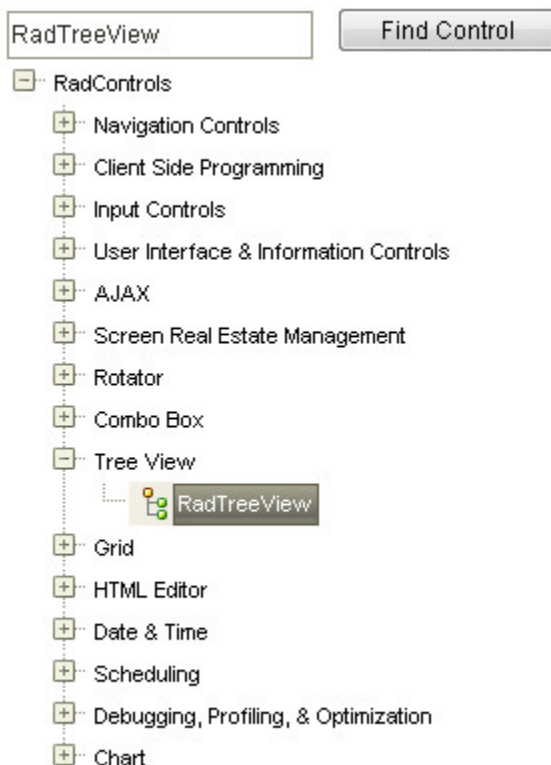 RadTreeView
Find Control
RadControls
Navigation Controls
Client Side Programming
Input Controls
User Interface & Information Controls
AJAX
Screen Real Estate Management
Rotator
Combo Box
Tree View
RadTreeView
Grid
HTML Editor
Date & Time
Scheduling
Debugging, Profiling, & Optimization
Chart